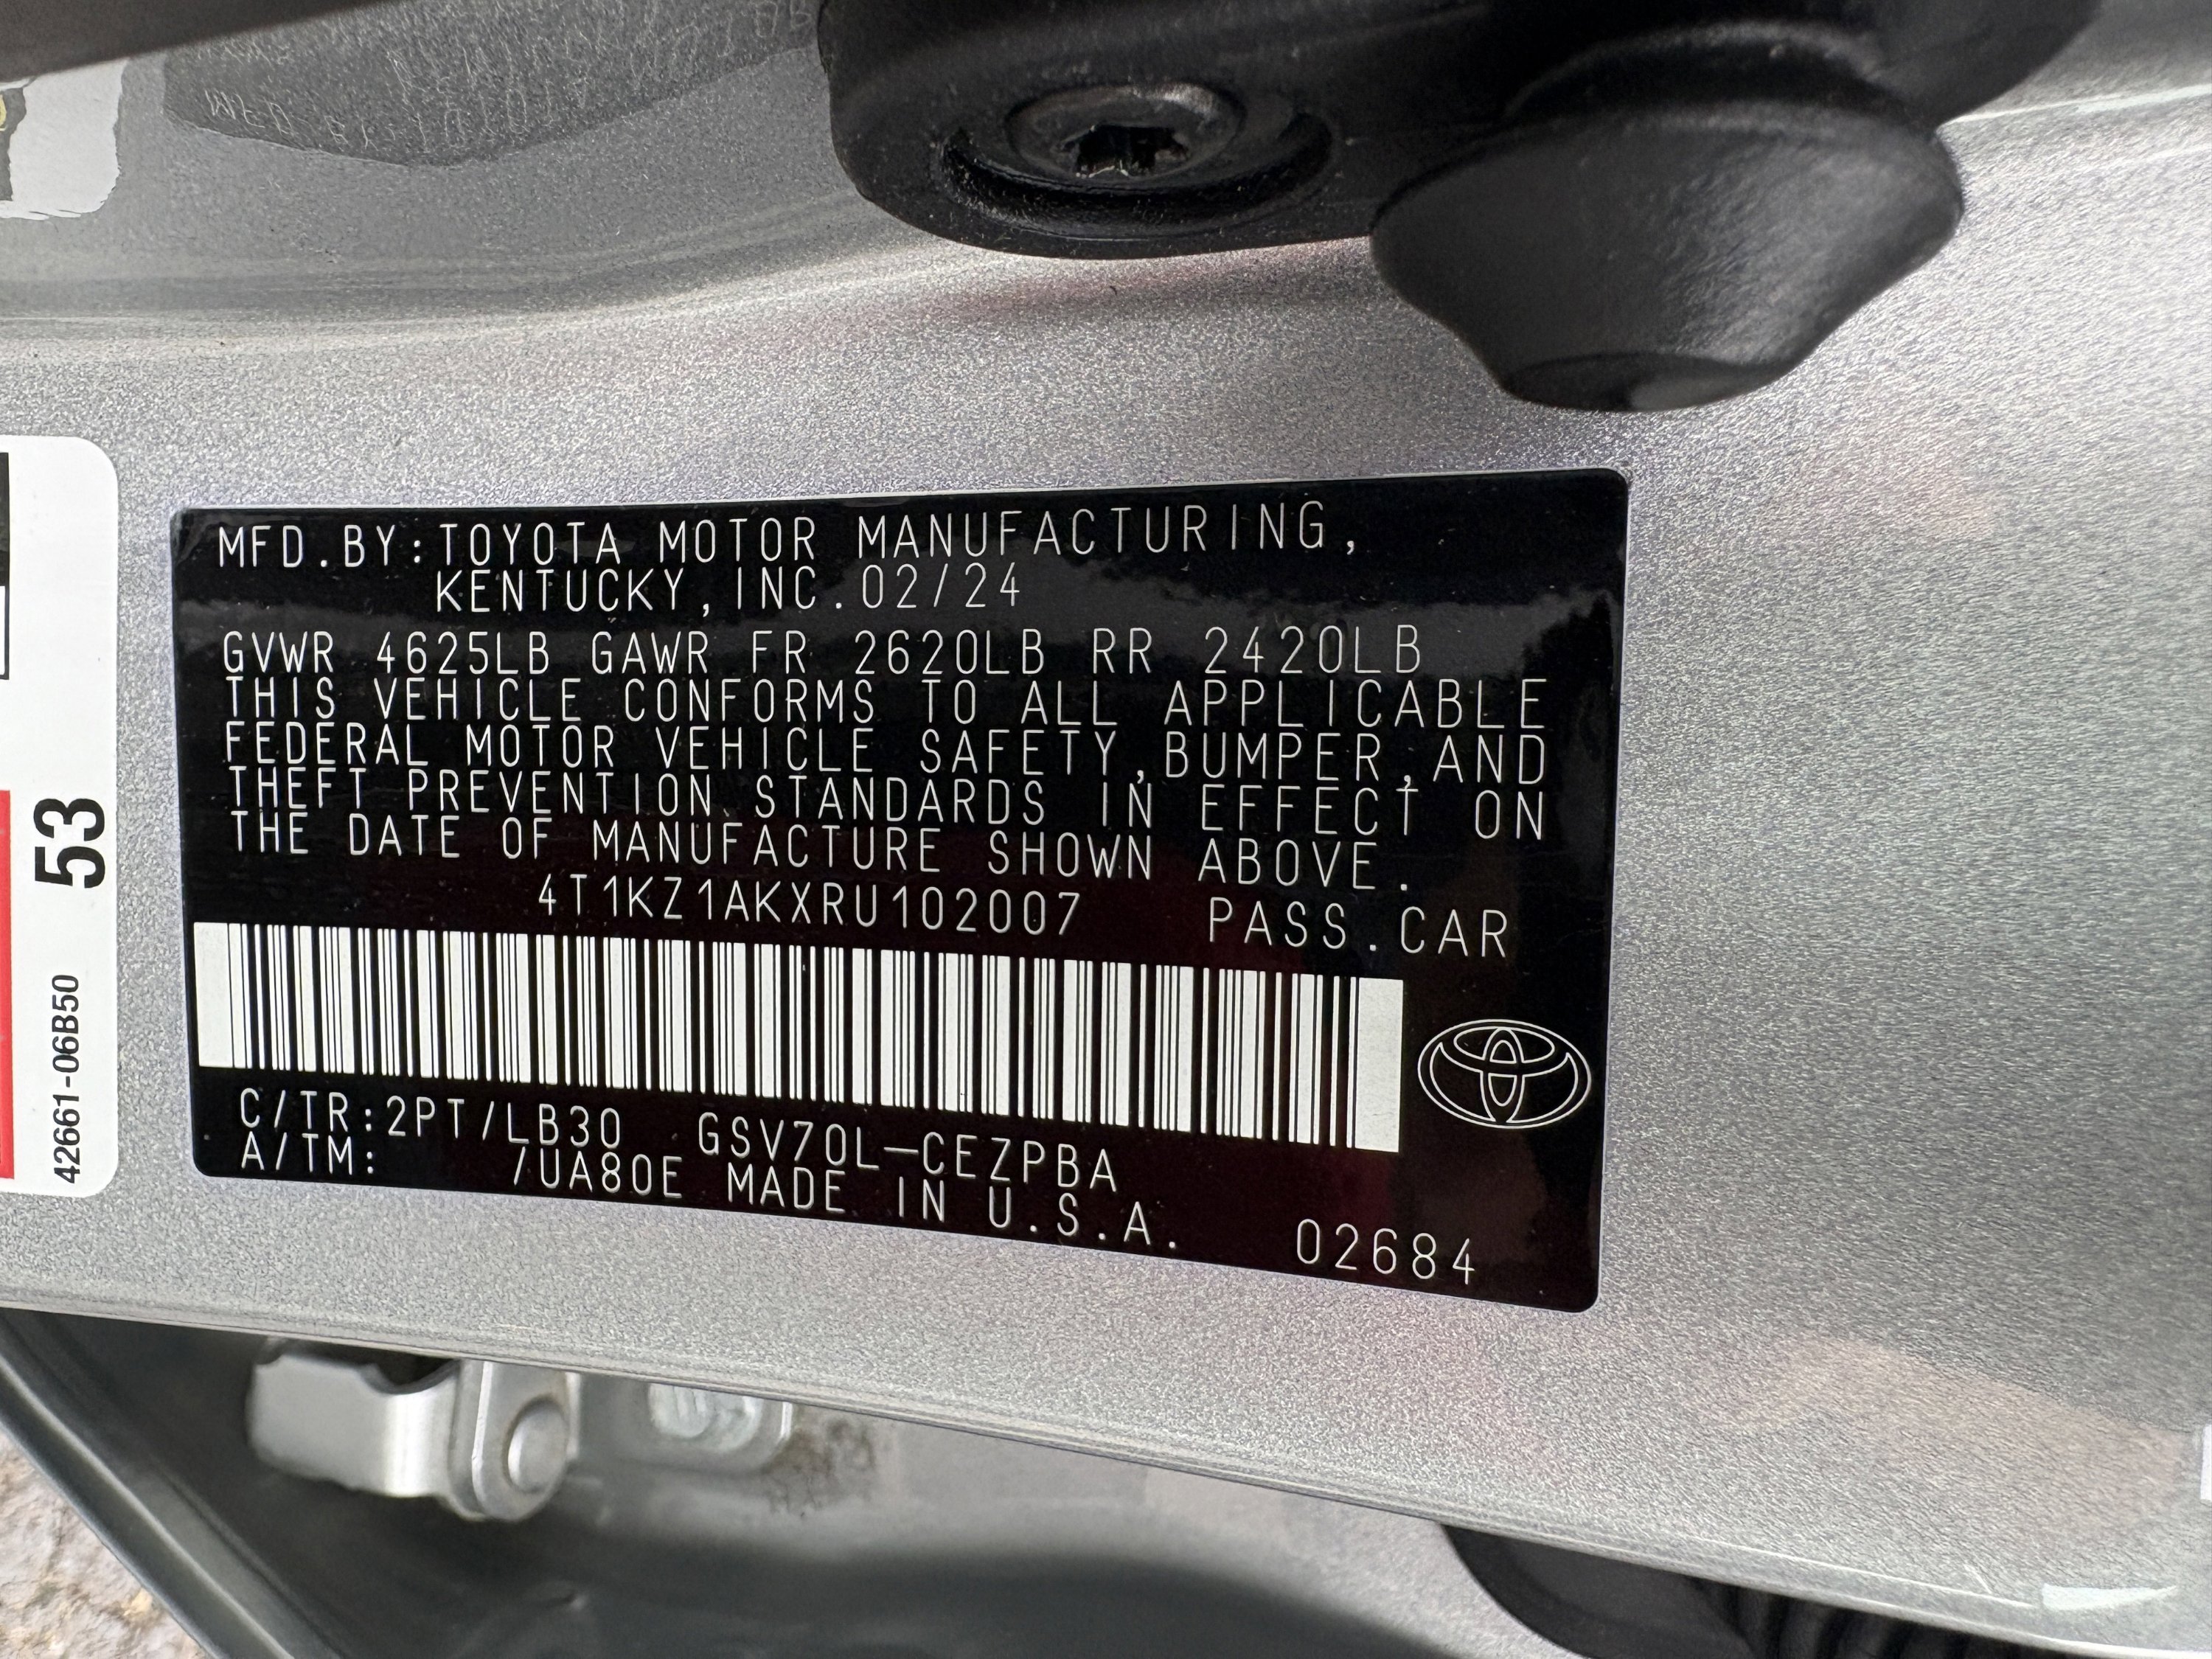 MFD.BY:TOYOTA MOTOR MANUFACTURING,
KENTUCKY,INC.02/24
GVWR 4625LB GAWR FR 2620LB RR 2420LB
THIS VEHICLE CONFORMS TO ALL APPLICABLE
FEDERAL MOTOR VEHICLE SAFETY,BUMPER,AND
THEFT PREVENTION STANDARDS IN EFFECT ON
THE DATE OF MANUFACTURE SHOWN ABOVE.
4T1KZ1AKXRU102007 PASS.CAR
C/TR:2PT/LB30 GSV70L-CEZPBA
A/TM: /UA80E MADE IN U.S.A.
02684
53
42661-06B50